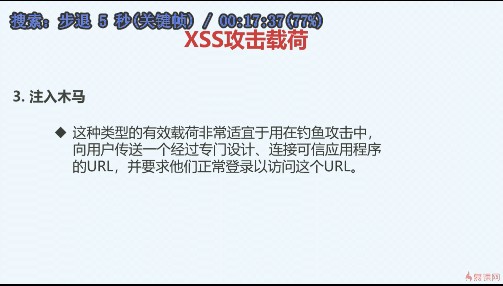 搜索: 步退 5 秒(关键帧) / 00:17:37(77%)
XSS攻击载荷
3. 注入木马
◆ 这种类型的有效载荷非常适宜于用在钓鱼攻击中，
向用户传送一个经过专门设计、连接可信应用程序
的URL，并要求他们正常登录以访问这个URL。